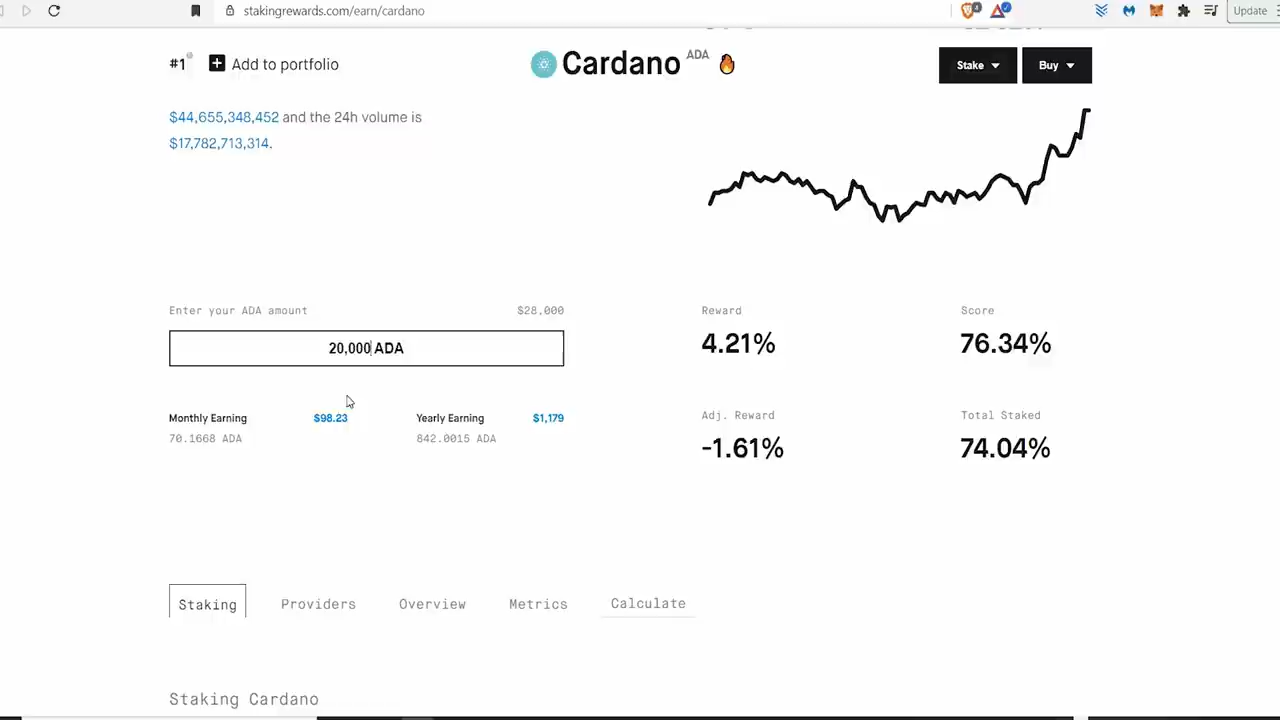 stakingrewards.com/earn/cardano
4
Update
#1
Add to portfolio
Cardano ADA
Stake
Buy
$44,655,348,452 and the 24h volume is
$17,782,713,314.
Enter your ADA amount
$28,000
20,000 ADA
Monthly Earning
$98.23
Yearly Earning
$1,179
70.1668 ADA
842.0015 ADA
Reward
Score
4.21%
76.34%
Adj. Reward
Total Staked
-1.61%
74.04%
Staking
Providers
Overview
Metrics
Calculate
Staking Cardano